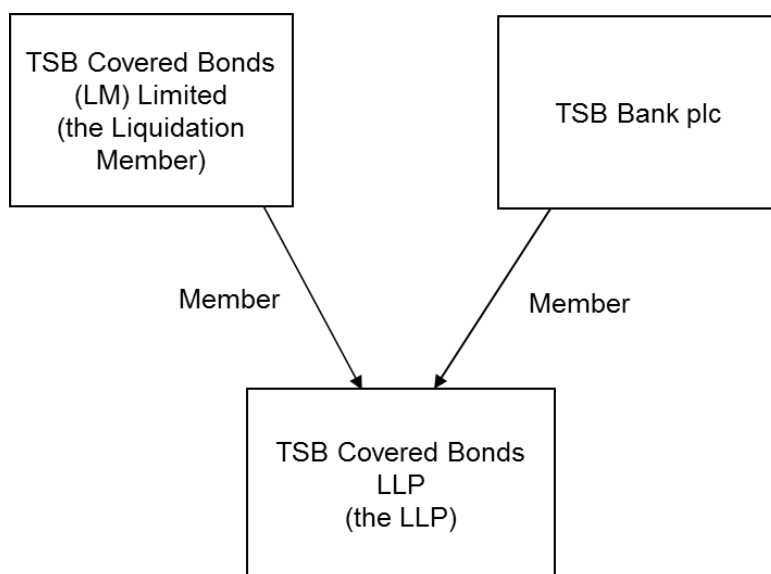 TSB Covered Bonds
(LM) Limited
(the Liquidation
Member)
TSB Bank plc
Member
Member
TSB Covered Bonds
LLP
(the LLP)